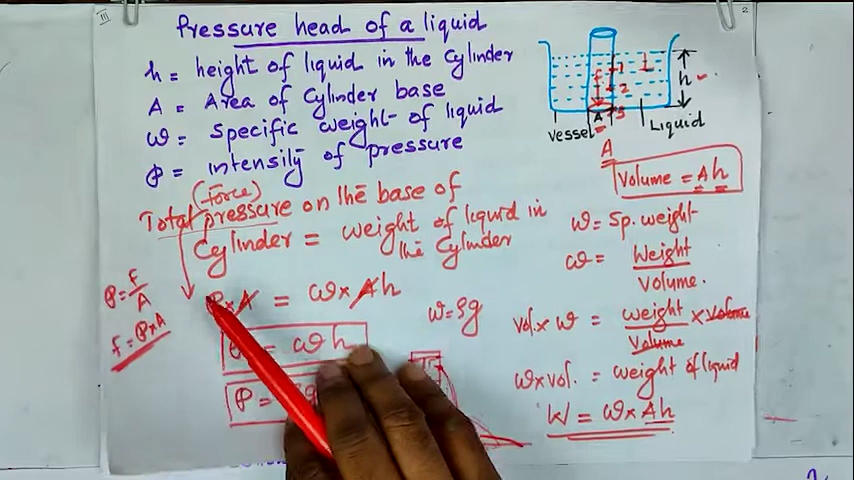 Pressure head of a liquid
h = height of liquid in the cylinder
A = Area of cylinder base
ω = Specific weight of liquid
P = intensity of pressure
(Force)
Total pressure on the base of
Cylinder = weight of liquid in
the cylinder
P×A = ω× Ah
P = ωh
P =
P = F/A
f = P×A
ω=ρg
h
A
Vessel
Liquid
A
Volume = Ah
ω = Sp. weight
ω = Weight / Volume.
Vol.× ω = weight / Volume × Volume
ω×vol. = weight of liquid
W = ω× Ah